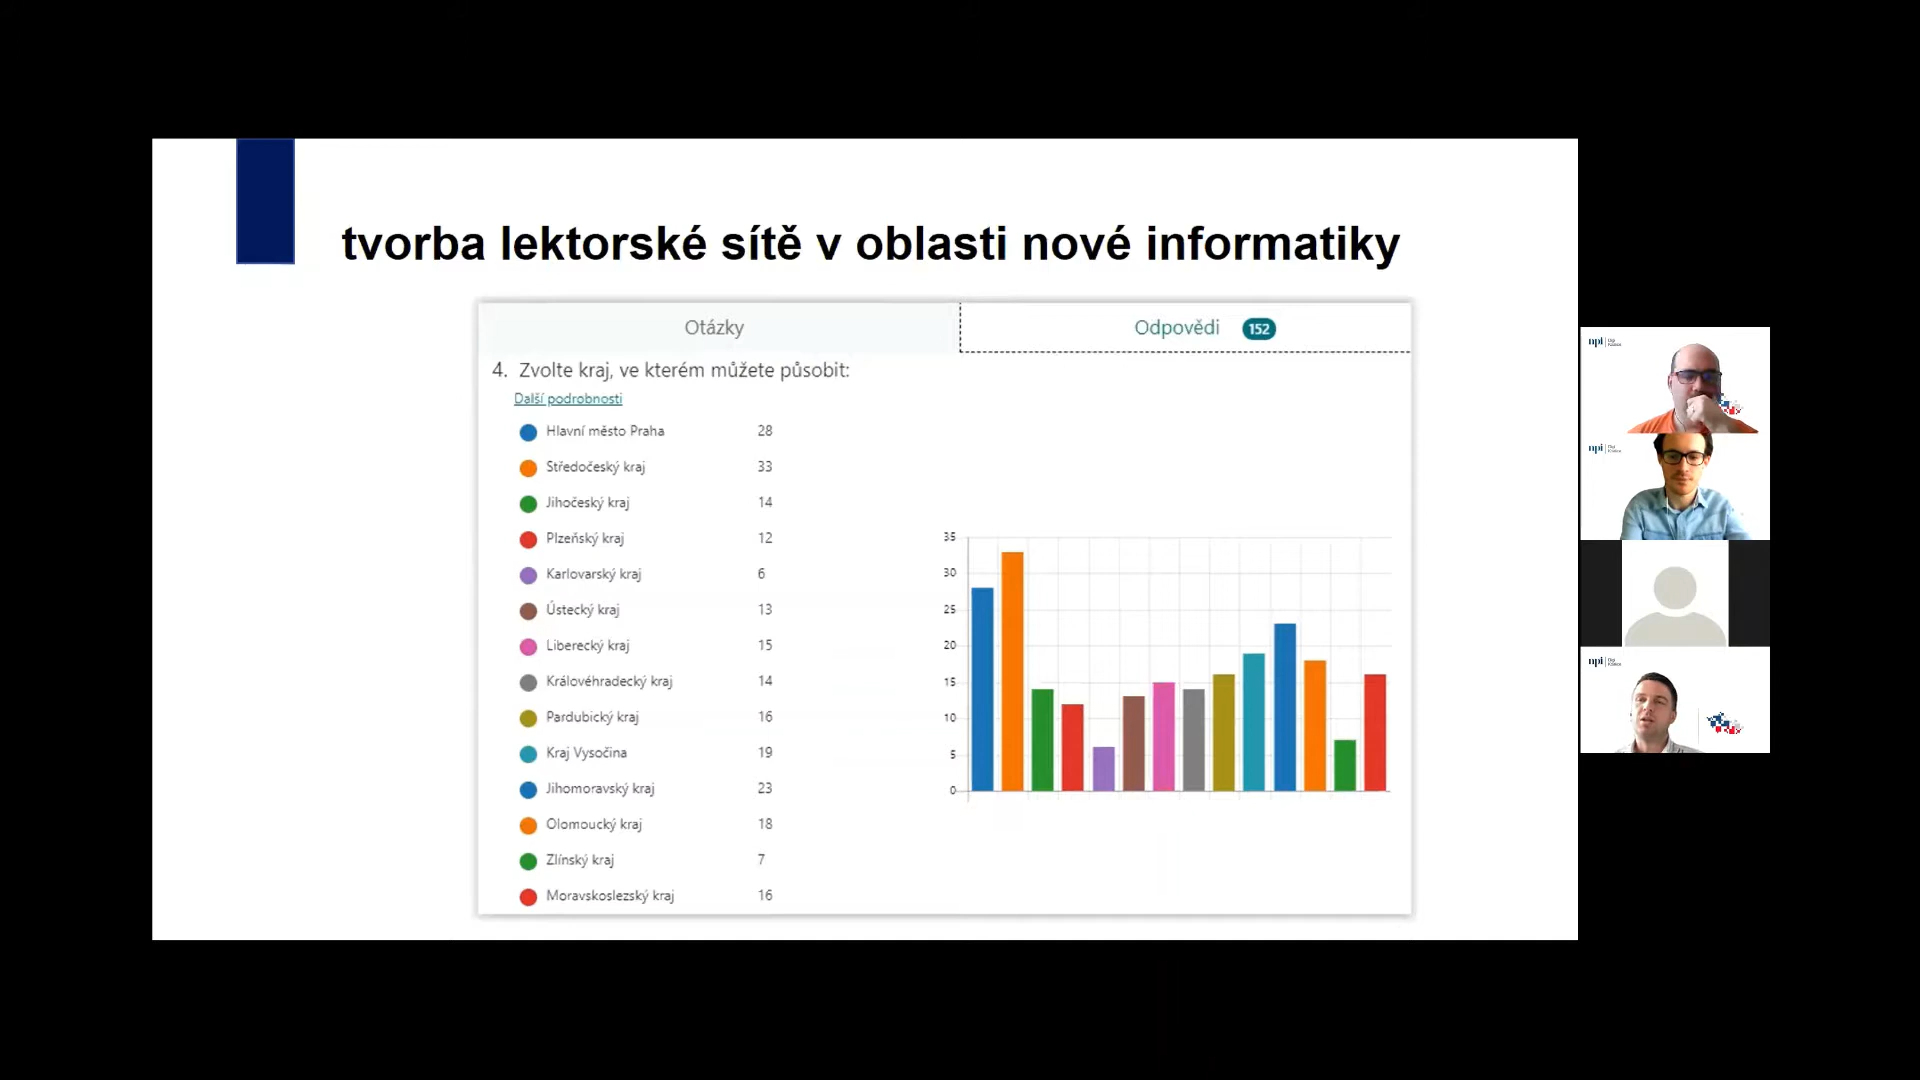 tvorba lektorské sítě v oblasti nové informatiky
Otázky
Odpovědi 152
4. Zvolte kraj, ve kterém můžete působit:
Další podrobnosti
Hlavní město Praha 28
Středočeský kraj 33
Jihočeský kraj 14
Plzeňský kraj 12
Karlovarský kraj 6
Ústecký kraj 13
Liberecký kraj 15
Královéhradecký kraj 14
Pardubický kraj 16
Kraj Vysočina 19
Jihomoravský kraj 23
Olomoucký kraj 18
Zlínský kraj 7
Moravskoslezský kraj 16
35
30
25
20
15
10
5
0
npi
npi
npi